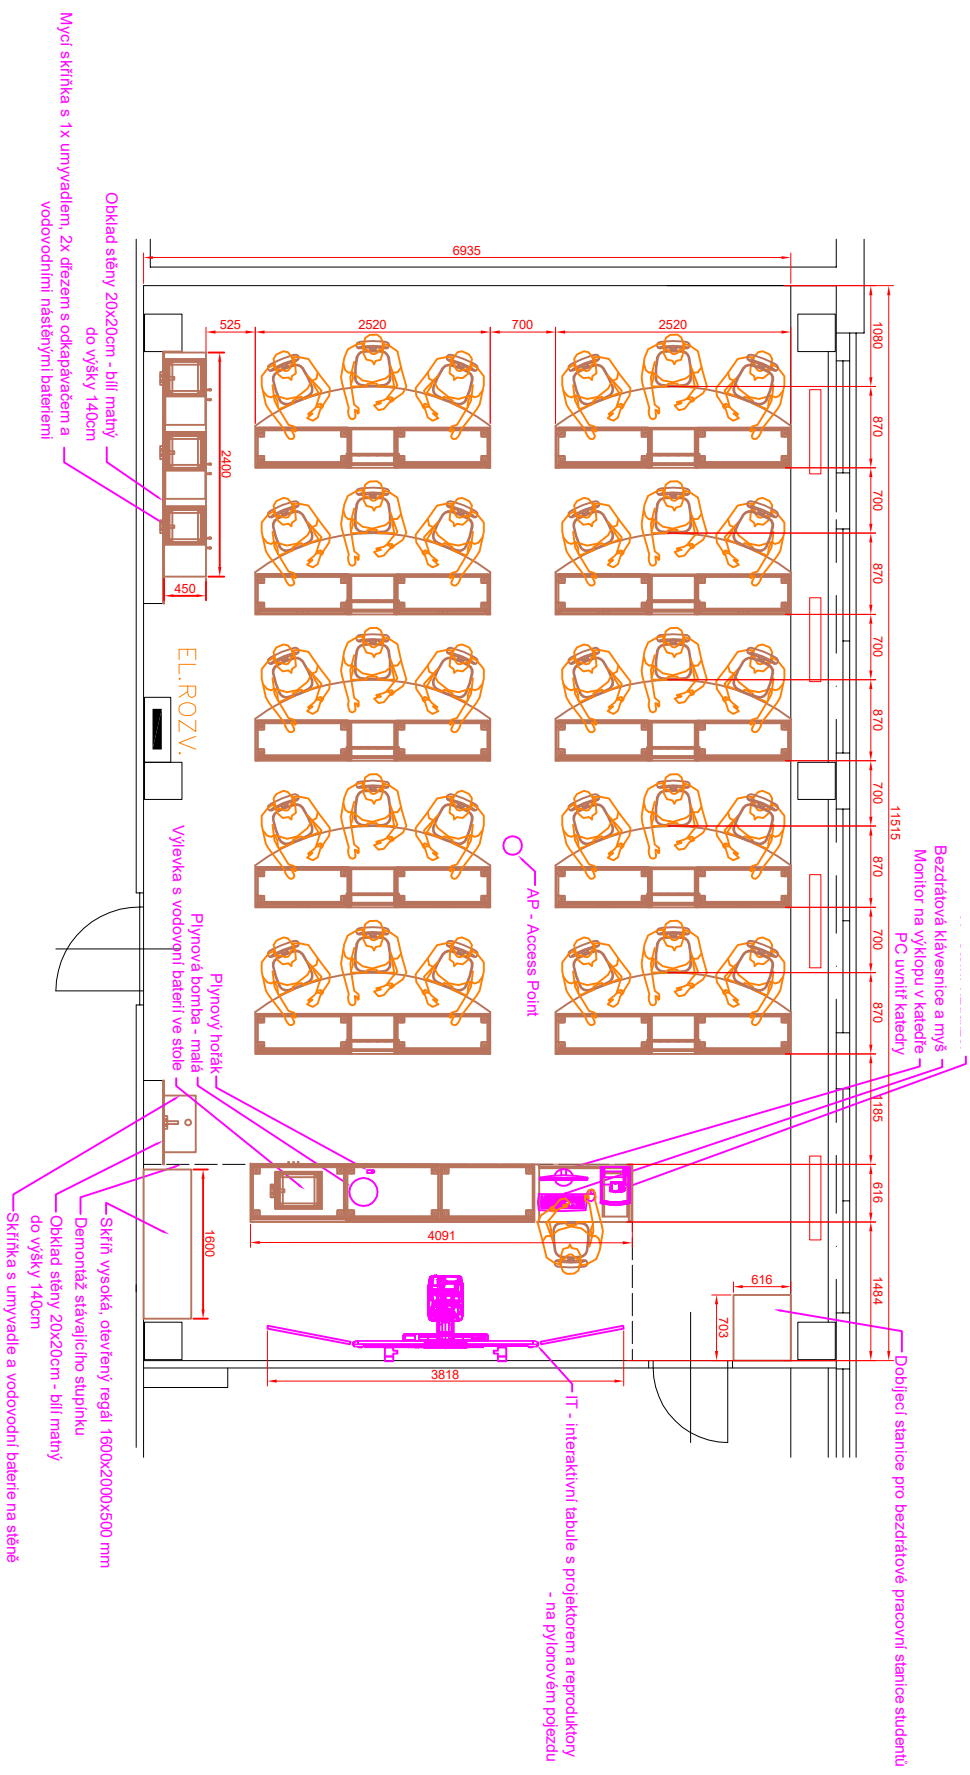 Mycí skříňka s 1x umyvadlem, 2x dřezem s odkapávačem a
vodovodními nástěnými bateriemi
Obklad stěny 20x20cm - bílí matný
do výšky 140cm
6935
525
2520
700
2520
1080
870
700
870
700
870
700
870
700
870
1185
616
1484
11515
2400
450
EL.ROZV.
AP - Access Point
Bezdrátová klávesnice a myš
Monitor na výklopu v katedře
PC uvnitř katedry
Plynový hořák
Plynová bomba - malá
Výlevka s vodovoní baterií ve stole
4091
1600
616
703
3818
Dobíjecí stanice pro bezdrátové pracovní stanice studentů
IT - interaktivní tabule s projektorem a reproduktory
- na pylonovém pojezdu
Skříň vysoká, otevřený regál 1600x2000x500 mm
Demontáž stávajícího stupínku
Obklad stěny 20x20cm - bílí matný
do výšky 140cm
Skříňka s umyvadle a vodovodní baterie na stěně